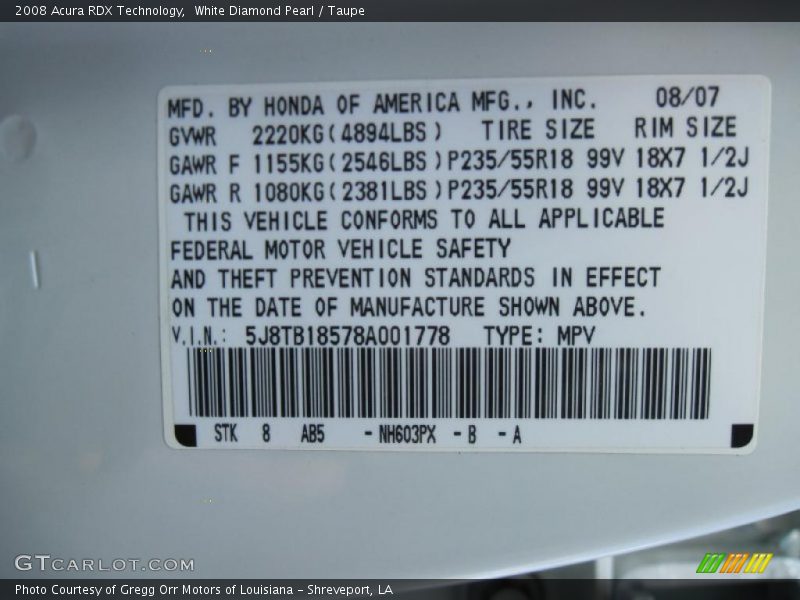 2008 Acura RDX Technology,  White Diamond Pearl / Taupe
MFD. BY HONDA OF AMERICA MFG., INC. 08/07
GVWR 2220KG(4894LBS) TIRE SIZE RIM SIZE
GAWR F 1155KG(2546LBS)P235/55R18 99V 18X7 1/2J
GAWR R 1080KG(2381LBS)P235/55R18 99V 18X7 1/2J
THIS VEHICLE CONFORMS TO ALL APPLICABLE
FEDERAL MOTOR VEHICLE SAFETY
AND THEFT PREVENTION STANDARDS IN EFFECT
ON THE DATE OF MANUFACTURE SHOWN ABOVE.
V.I.N.: 5J8TB18578A001778 TYPE: MPV
STK 8 AB5 -NH603PX -B -A
GTCARLOT.COM
Photo Courtesy of Gregg Orr Motors of Louisiana - Shreveport, LA